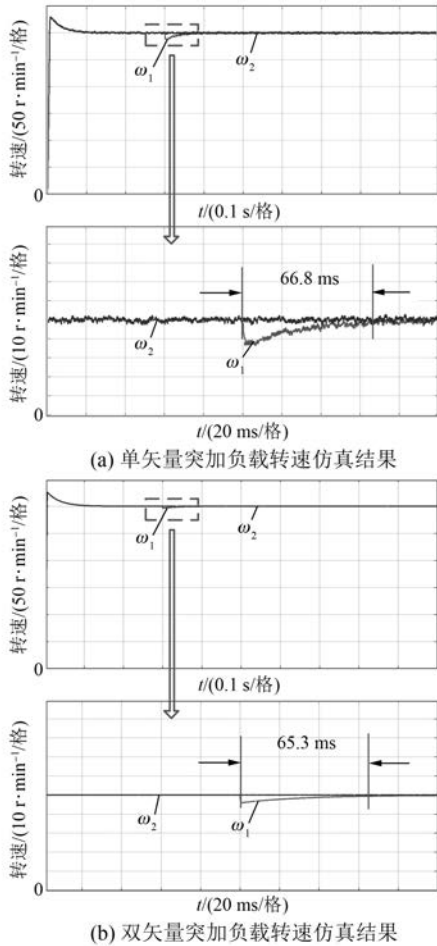 转速/(50 r·min⁻¹/格)
ω₁
ω₂
0
t/(0.1 s/格)
转速/(10 r·min⁻¹/格)
66.8 ms
ω₂
ω₁
0
t/(20 ms/格)
(a) 单矢量突加负载转速仿真结果
转速/(50 r·min⁻¹/格)
ω₁
ω₂
0
t/(0.1 s/格)
转速/(10 r·min⁻¹/格)
65.3 ms
ω₂
ω₁
0
t/(20 ms/格)
(b) 双矢量突加负载转速仿真结果